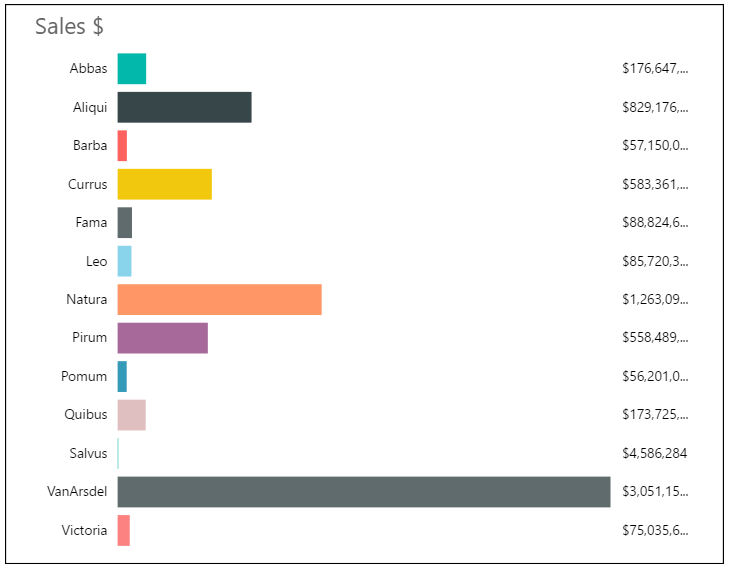 Sales $
Abbas $176,647,...
Aliqui $829,176,...
Barba $57,150,0...
Currus $583,361,...
Fama $88,824,6...
Leo $85,720,3...
Natura $1,263,09...
Pirum $558,489,...
Pomum $56,201,0...
Quibus $173,725,...
Salvus $4,586,284
VanArsdel $3,051,15...
Victoria $75,035,6...